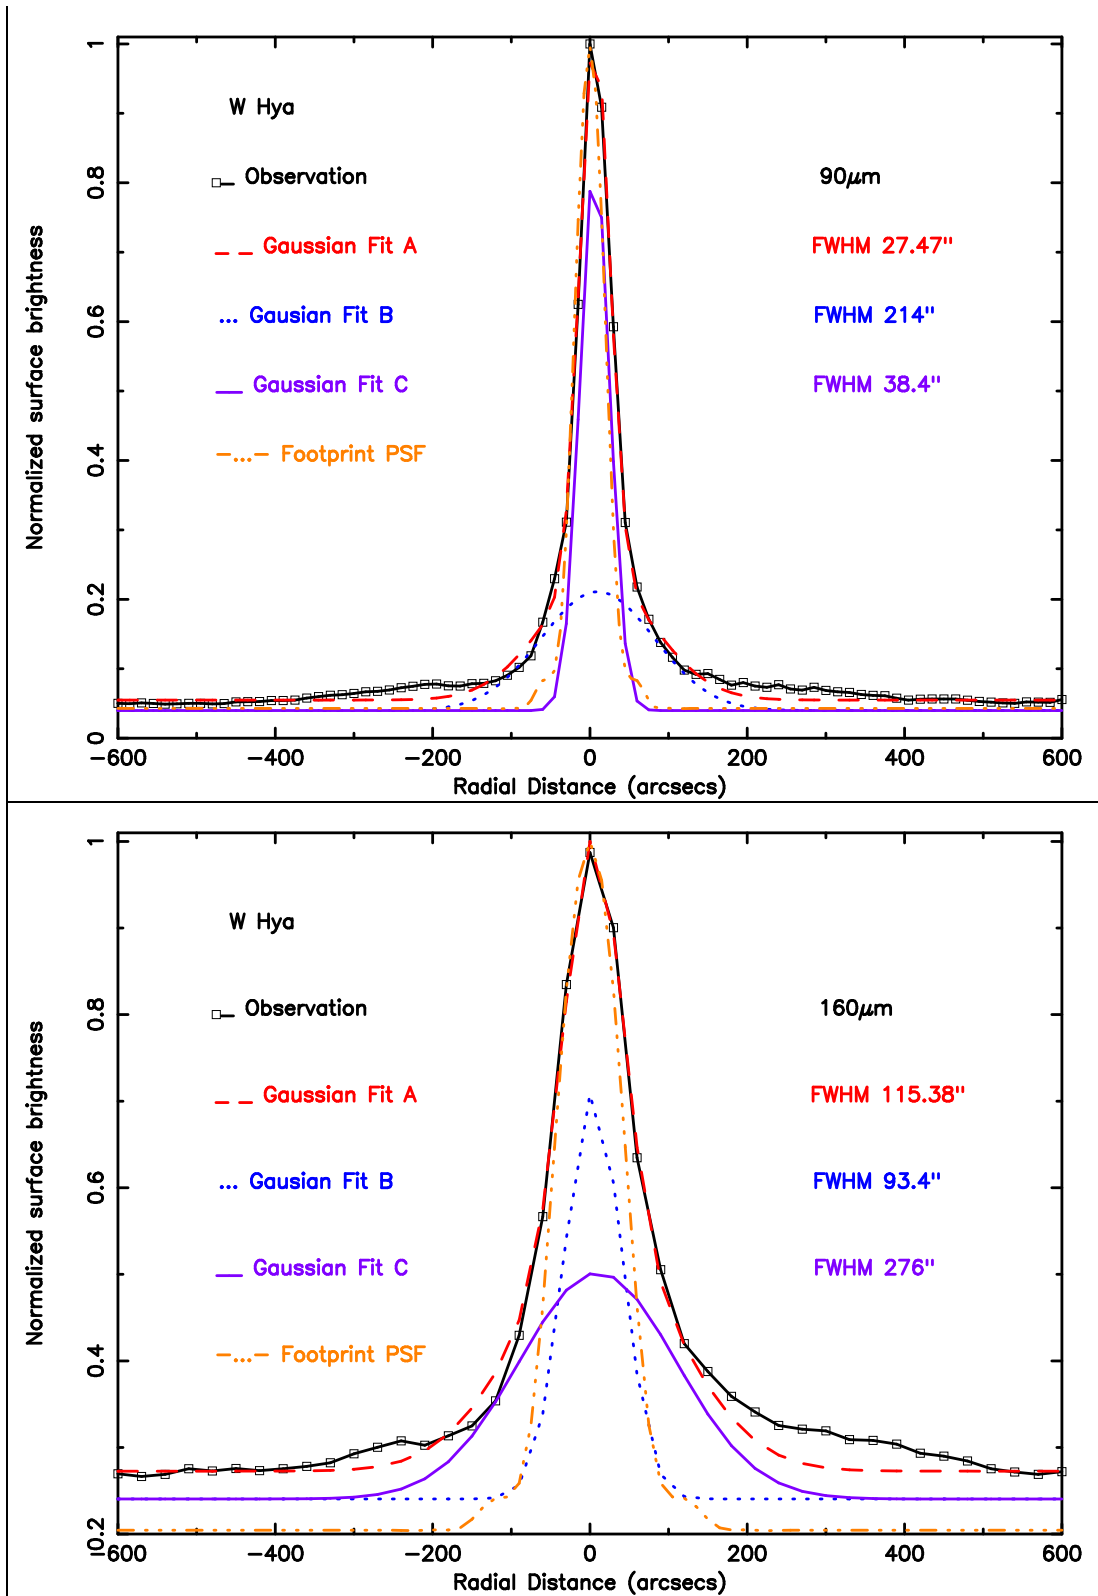 W Hya
Observation 90μm
Gaussian Fit A FWHM 27.47"
Gausian Fit B FWHM 214"
Gaussian Fit C FWHM 38.4"
Footprint PSF
Normalized surface brightness
1
0.8
0.6
0.4
0.2
0
−600 −400 −200 0 200 400 600
Radial Distance (arcsecs)
W Hya
Observation 160μm
Gaussian Fit A FWHM 115.38"
Gausian Fit B FWHM 93.4"
Gaussian Fit C FWHM 276"
Footprint PSF
Normalized surface brightness
1
0.8
0.6
0.4
0.2
−600 −400 −200 0 200 400 600
Radial Distance (arcsecs)